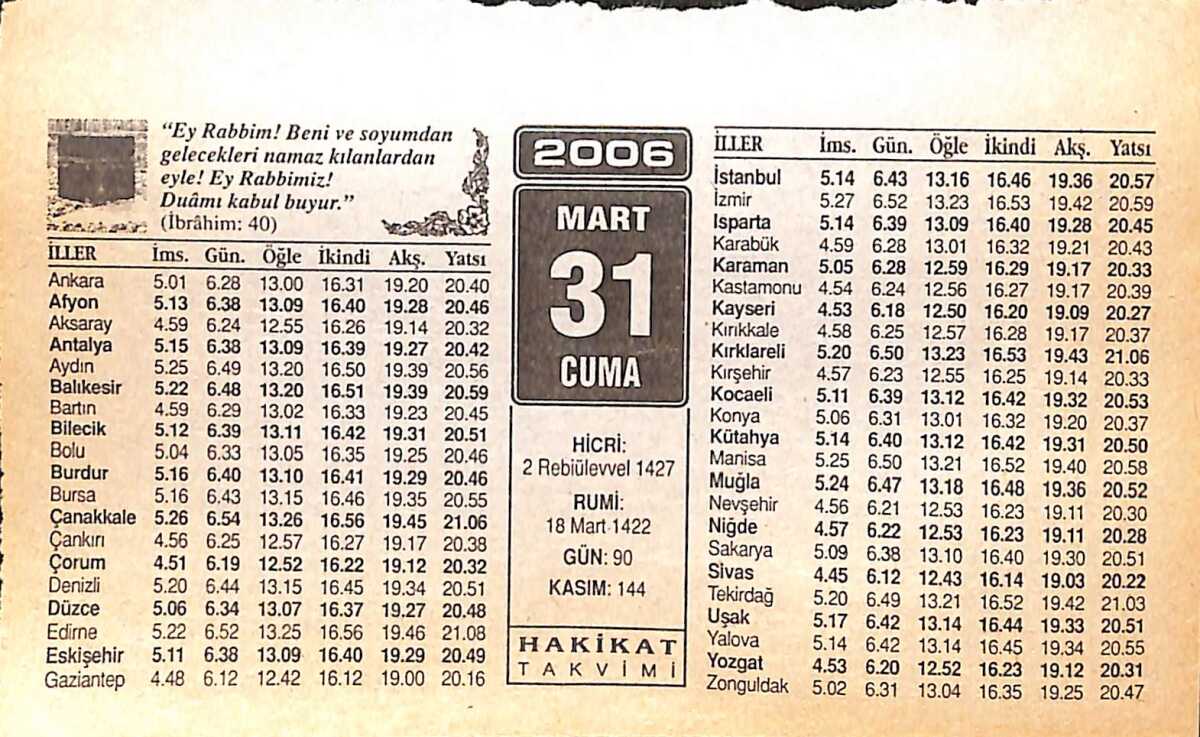 "Ey Rabbim! Beni ve soyumdan
gelecekleri namaz kılanlardan
eyle! Ey Rabbimiz!
Duâmı kabul buyur."
(İbrâhim: 40)
İLLER İms. Gün. Öğle İkindi Akş. Yatsı
Ankara 5.01 6.28 13.00 16.31 19.20 20.40
Afyon 5.13 6.38 13.09 16.40 19.28 20.46
Aksaray 4.59 6.24 12.55 16.26 19.14 20.32
Antalya 5.15 6.38 13.09 16.39 19.27 20.42
Aydın 5.25 6.49 13.20 16.50 19.39 20.56
Balıkesir 5.22 6.48 13.20 16.51 19.39 20.59
Bartın 4.59 6.29 13.02 16.33 19.23 20.45
Bilecik 5.12 6.39 13.11 16.42 19.31 20.51
Bolu 5.04 6.33 13.05 16.35 19.25 20.46
Burdur 5.16 6.40 13.10 16.41 19.29 20.46
Bursa 5.16 6.43 13.15 16.46 19.35 20.55
Çanakkale 5.26 6.54 13.26 16.56 19.45 21.06
Çankırı 4.56 6.25 12.57 16.27 19.17 20.38
Çorum 4.51 6.19 12.52 16.22 19.12 20.32
Denizli 5.20 6.44 13.15 16.45 19.34 20.51
Düzce 5.06 6.34 13.07 16.37 19.27 20.48
Edirne 5.22 6.52 13.25 16.56 19.46 21.08
Eskişehir 5.11 6.38 13.09 16.40 19.29 20.49
Gaziantep 4.48 6.12 12.42 16.12 19.00 20.16
2006
MART
31
CUMA
HİCRİ:
2 Rebiülevvel 1427
RUMİ:
18 Mart 1422
GÜN: 90
KASIM: 144
HAKİKAT
TAKVİMİ
İLLER İms. Gün. Öğle İkindi Akş. Yatsı
İstanbul 5.14 6.43 13.16 16.46 19.36 20.57
İzmir 5.27 6.52 13.23 16.53 19.42 20.59
Isparta 5.14 6.39 13.09 16.40 19.28 20.45
Karabük 4.59 6.28 13.01 16.32 19.21 20.43
Karaman 5.05 6.28 12.59 16.29 19.17 20.33
Kastamonu 4.54 6.24 12.56 16.27 19.17 20.39
Kayseri 4.53 6.18 12.50 16.20 19.09 20.27
Kırıkkale 4.58 6.25 12.57 16.28 19.17 20.37
Kırklareli 5.20 6.50 13.23 16.53 19.43 21.06
Kırşehir 4.57 6.23 12.55 16.25 19.14 20.33
Kocaeli 5.11 6.39 13.12 16.42 19.32 20.53
Konya 5.06 6.31 13.01 16.32 19.20 20.37
Kütahya 5.14 6.40 13.12 16.42 19.31 20.50
Manisa 5.25 6.50 13.21 16.52 19.40 20.58
Muğla 5.24 6.47 13.18 16.48 19.36 20.52
Nevşehir 4.56 6.21 12.53 16.23 19.11 20.30
Niğde 4.57 6.22 12.53 16.23 19.11 20.28
Sakarya 5.09 6.38 13.10 16.40 19.30 20.51
Sivas 4.45 6.12 12.43 16.14 19.03 20.22
Tekirdağ 5.20 6.49 13.21 16.52 19.42 21.03
Uşak 5.17 6.42 13.14 16.44 19.33 20.51
Yalova 5.14 6.42 13.14 16.45 19.34 20.55
Yozgat 4.53 6.20 12.52 16.23 19.12 20.31
Zonguldak 5.02 6.31 13.04 16.35 19.25 20.47